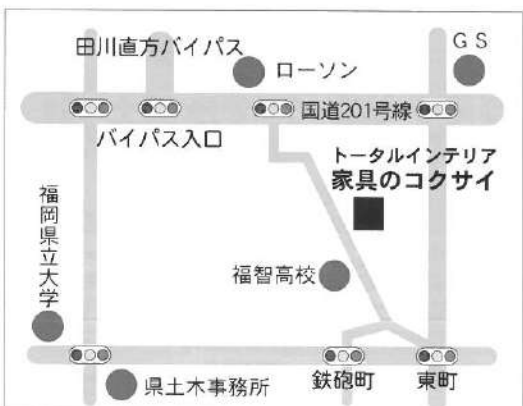 田川直方バイパス
GS
ローソン
国道201号線
バイパス入口
トータルインテリア
家具のコクサイ
福岡県立大学
福智高校
県土木事務所
鉄砲町
東町